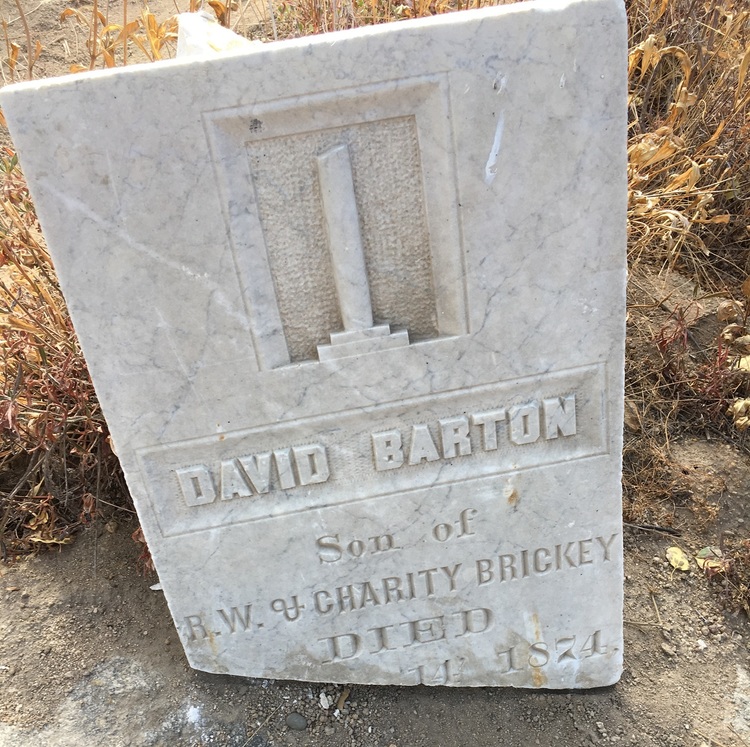 DAVID BARTON
Son of
R.W. & CHARITY BRICKEY
DIED
14 1874.